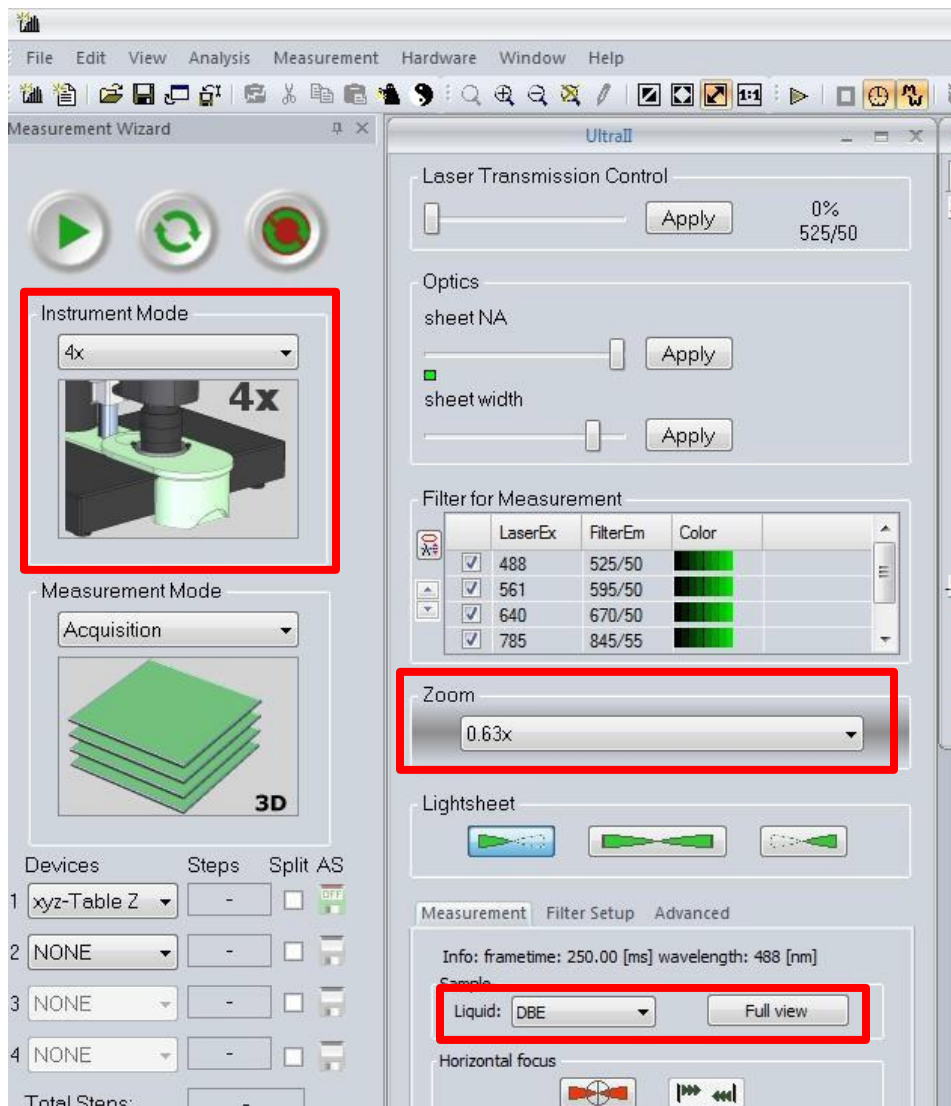 File Edit View Analysis Measurement Hardware Window Help
1:1
Measurement Wizard
UltraII
Laser Transmission Control
Apply
0%
525/50
Instrument Mode
4x
4x
Optics
sheet NA
Apply
sheet width
Apply
Filter for Measurement
LaserEx FilterEm Color
488 525/50
561 595/50
640 670/50
785 845/55
Measurement Mode
Acquisition
3D
Zoom
0.63x
Lightsheet
Devices Steps Split AS
1 xyz-Table Z - OFF
2 NONE -
3 NONE -
4 NONE -
Total Steps: -
Measurement Filter Setup Advanced
Info: frametime: 250.00 [ms] wavelength: 488 [nm]
Sample
Liquid: DBE Full view
Horizontal focus